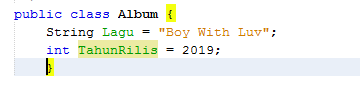 public class Album {
String Lagu = "Boy With Luv";
int TahunRilis = 2019;
}